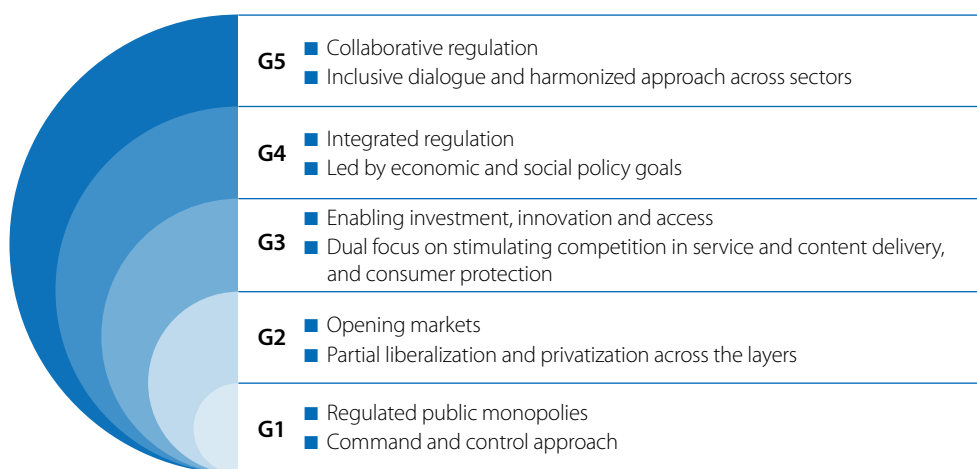 G5
■ Collaborative regulation
■ Inclusive dialogue and harmonized approach across sectors
G4
■ Integrated regulation
■ Led by economic and social policy goals
G3
■ Enabling investment, innovation and access
■ Dual focus on stimulating competition in service and content delivery,
and consumer protection
G2
■ Opening markets
■ Partial liberalization and privatization across the layers
G1
■ Regulated public monopolies
■ Command and control approach